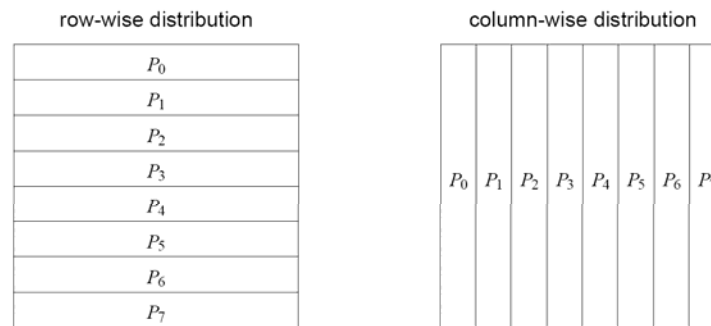 row-wise distribution
P0
P1
P2
P3
P4
P5
P6
P7
column-wise distribution
P0 P1 P2 P3 P4 P5 P6 P